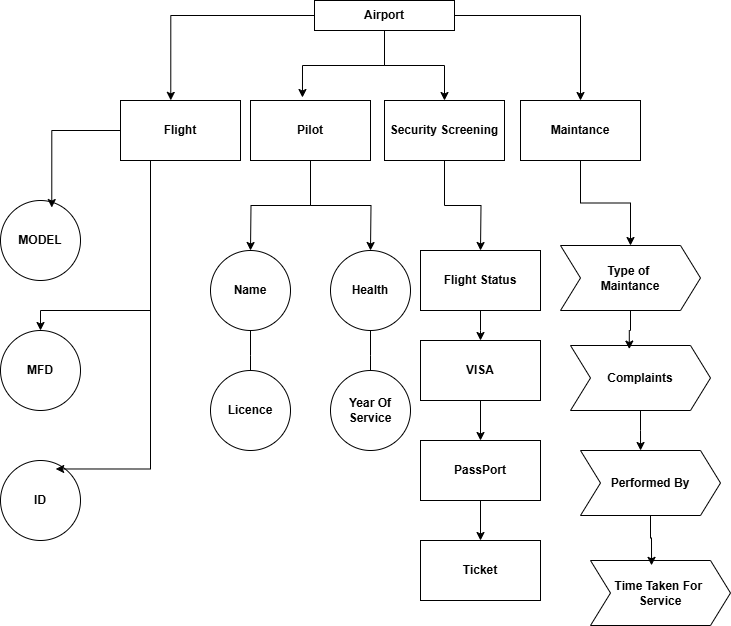 Airport
Flight
Pilot
Security Screening
Maintance
MODEL
MFD
ID
Name
Licence
Health
Year Of
Service
Flight Status
VISA
PassPort
Ticket
Type of
Maintance
Complaints
Performed By
Time Taken For
Service